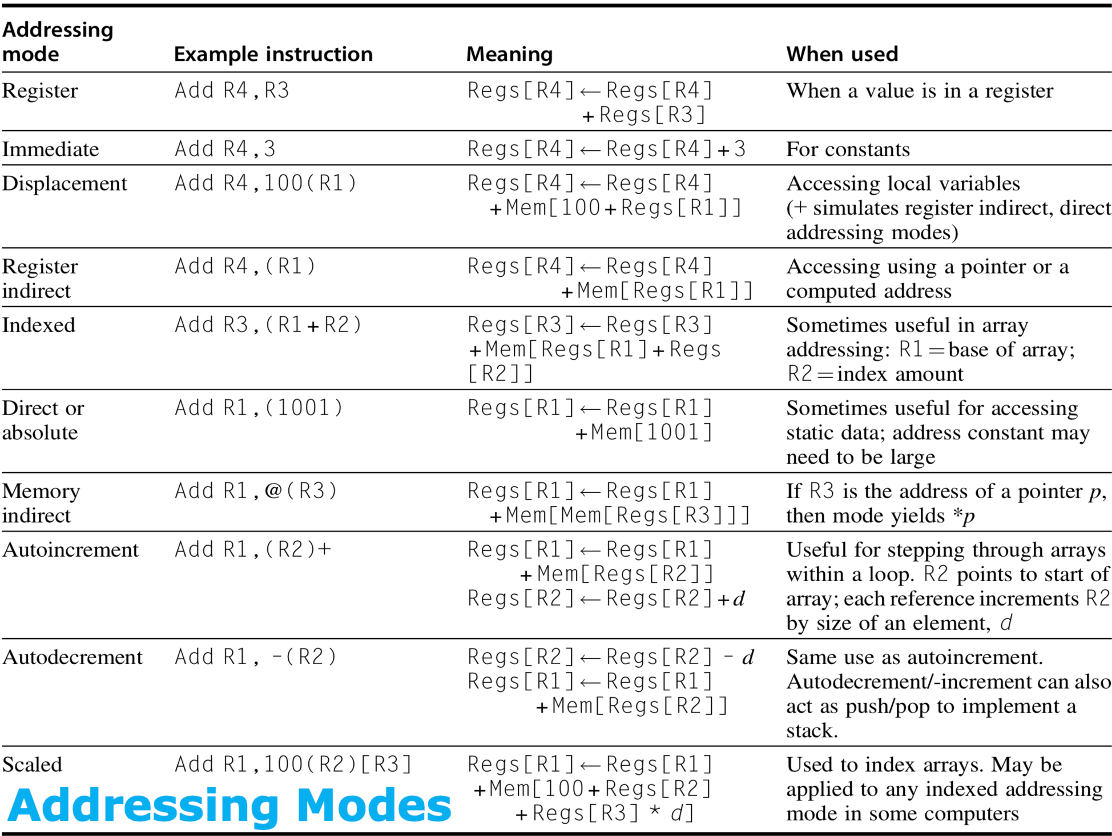 Addressing mode Example instruction Meaning When used
Register Add R4,R3 Regs[R4]←Regs[R4] When a value is in a register
+Regs[R3]
Immediate Add R4,3 Regs[R4]←Regs[R4]+3 For constants
Displacement Add R4,100(R1) Regs[R4]←Regs[R4] Accessing local variables
+Mem[100+Regs[R1]] (+ simulates register indirect, direct
addressing modes)
Register Add R4,(R1) Regs[R4]←Regs[R4] Accessing using a pointer or a
indirect +Mem[Regs[R1]] computed address
Indexed Add R3,(R1+R2) Regs[R3]←Regs[R3] Sometimes useful in array
+Mem[Regs[R1]+Regs addressing: R1=base of array;
[R2]] R2=index amount
Direct or Add R1,(1001) Regs[R1]←Regs[R1] Sometimes useful for accessing
absolute +Mem[1001] static data; address constant may
need to be large
Memory Add R1,@(R3) Regs[R1]←Regs[R1] If R3 is the address of a pointer p,
indirect +Mem[Mem[Regs[R3]]] then mode yields *p
Autoincrement Add R1,(R2)+ Regs[R1]←Regs[R1] Useful for stepping through arrays
+Mem[Regs[R2]] within a loop. R2 points to start of
Regs[R2]←Regs[R2]+d array; each reference increments R2
by size of an element, d
Autodecrement Add R1, -(R2) Regs[R2]←Regs[R2] - d Same use as autoincrement.
Regs[R1]←Regs[R1] Autodecrement/-increment can also
+Mem[Regs[R2]] act as push/pop to implement a
stack.
Scaled Add R1,100(R2)[R3] Regs[R1]←Regs[R1] Used to index arrays. May be
+Mem[100+Regs[R2] applied to any indexed addressing
+Regs[R3] * d] mode in some computers
Addressing Modes